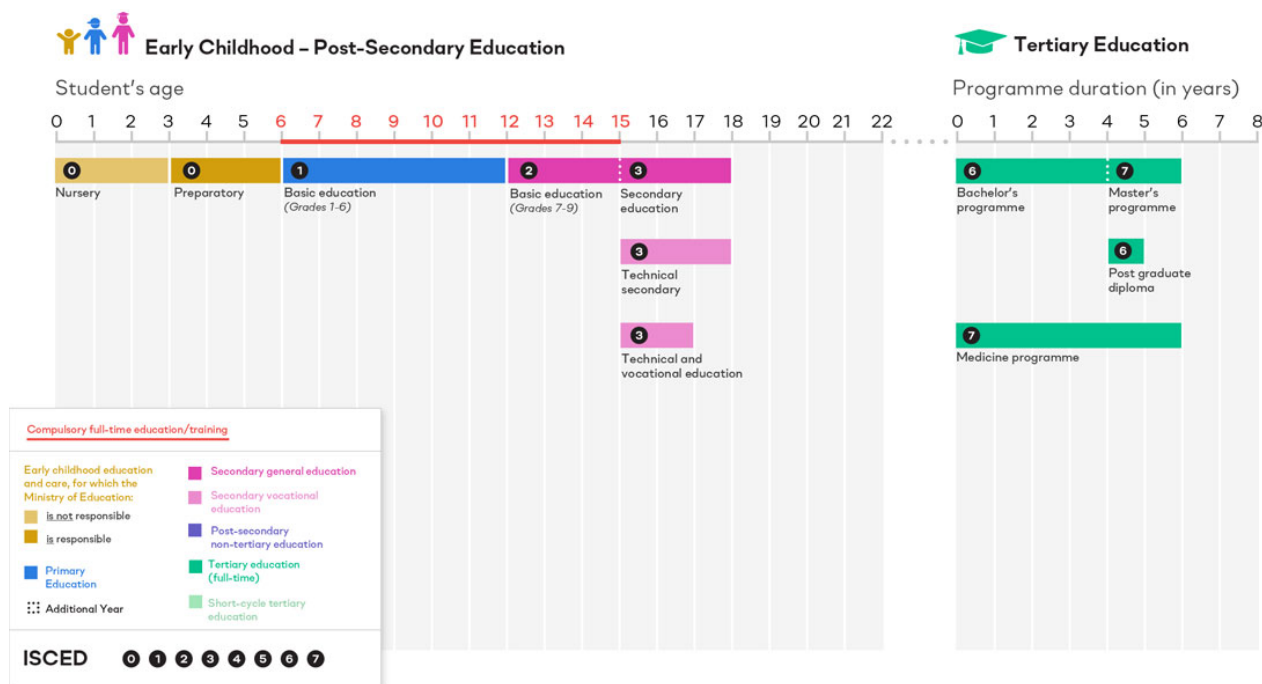 Early Childhood – Post-Secondary Education
Tertiary Education
Student's age
Programme duration (in years)
0 1 2 3 4 5 6 7 8 9 10 11 12 13 14 15 16 17 18 19 20 21 22
0 1 2 3 4 5 6 7 8
0
0
1
2
3
6
7
Nursery
Preparatory
Basic education
(Grades 1-6)
Basic education
(Grades 7-9)
Secondary
education
Bachelor's
programme
Master's
programme
3
6
Technical
secondary
Post graduate
diploma
3
7
Technical and
vocational education
Medicine programme
Compulsory full-time education/training
Early childhood education
and care, for which the
Ministry of Education:
is not responsible
is responsible
Primary
Education
Additional Year
Secondary general education
Secondary vocational
education
Post-secondary
non-tertiary education
Tertiary education
(full-time)
Short-cycle tertiary
education
ISCED 0 1 2 3 4 5 6 7